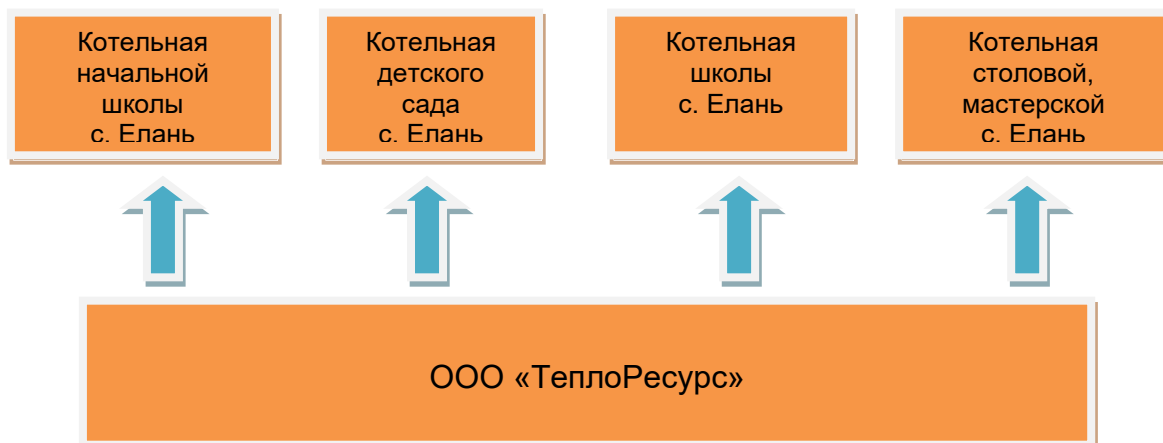 Котельная
начальной
школы
с. Елань
Котельная
детского
сада
с. Елань
Котельная
школы
с. Елань
Котельная
столовой,
мастерской
с. Елань
ООО «ТеплоРесурс»